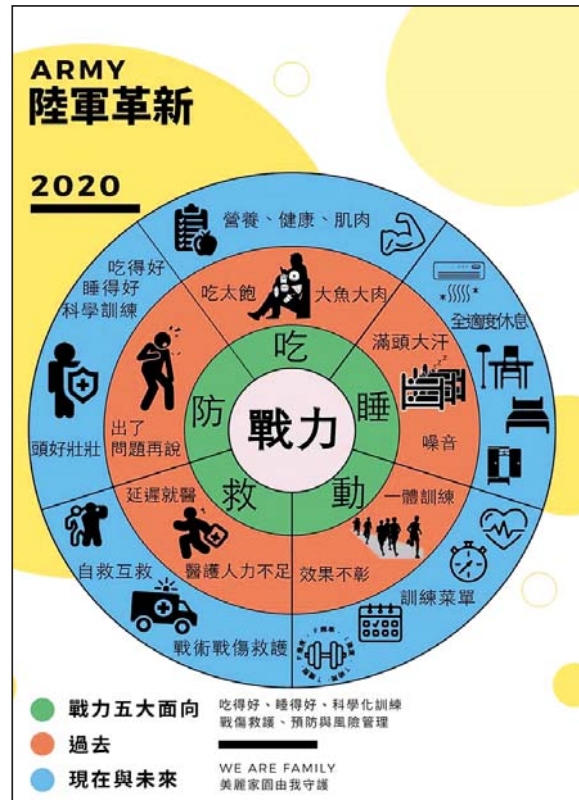 ARMY
陸軍革新
2020
營養、健康、肌肉
吃得好
睡得好
科學訓練
吃太飽
大魚大肉
全適度休息
滿頭大汗
吃
防
戰力
睡
噪音
出了
問題再說
頭好壯壯
救
動
延遲就醫
一體訓練
自救互救
醫護人力不足
效果不彰
訓練菜單
戰術戰傷救護
戰力五大面向
吃得好、睡得好、科學化訓練
戰傷救護、預防與風險管理
過去
現在與未來
WE ARE FAMILY
美麗家園由我守護